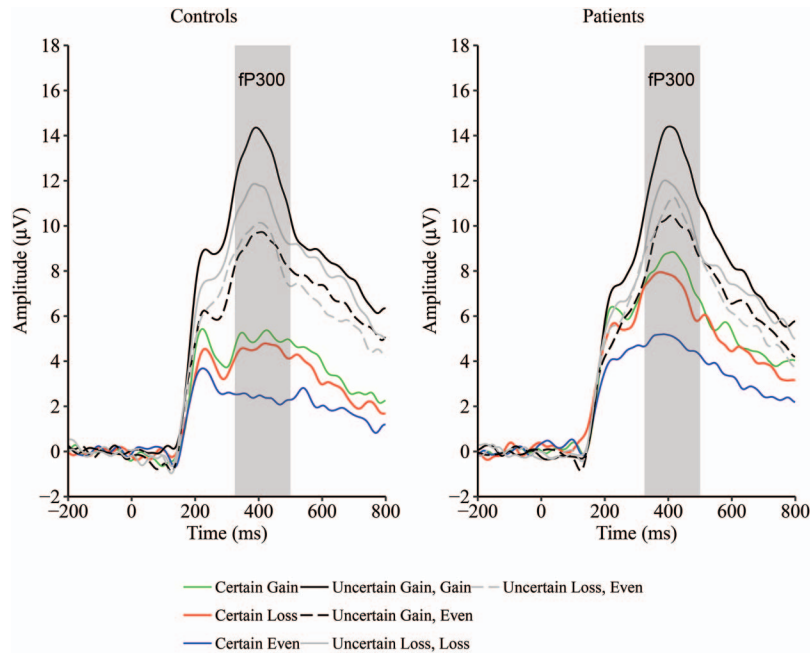 Controls
Patients
18
16
14
12
10
8
6
4
2
0
−2
Amplitude (µV)
fP300
−200 0 200 400 600 800
Time (ms)
18
16
14
12
10
8
6
4
2
0
−2
Amplitude (µV)
fP300
−200 0 200 400 600 800
Time (ms)
Certain Gain Uncertain Gain, Gain Uncertain Loss, Even
Certain Loss Uncertain Gain, Even
Certain Even Uncertain Loss, Loss